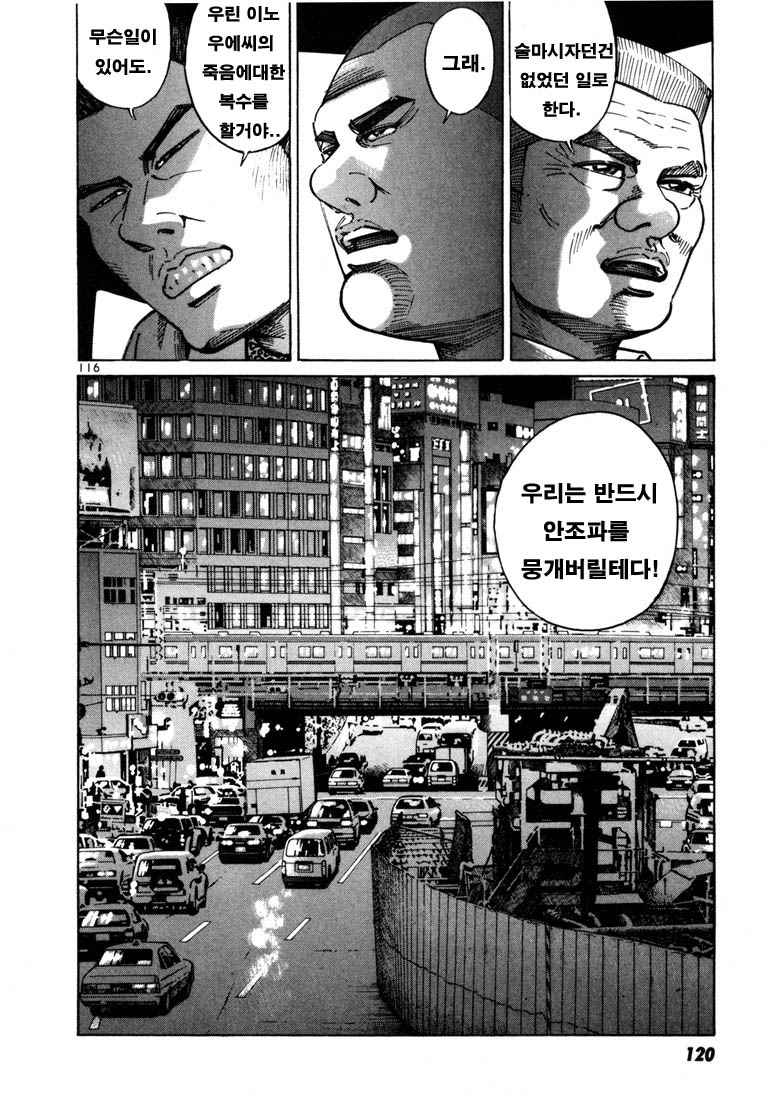 술마시자던건
없었던 일로
한다.
그래.
우린 이노
우에씨의
죽음에대한
복수를
할거야..
무슨일이
있어도.
116
우리는 반드시
안조파를
뭉개버릴테다!
120